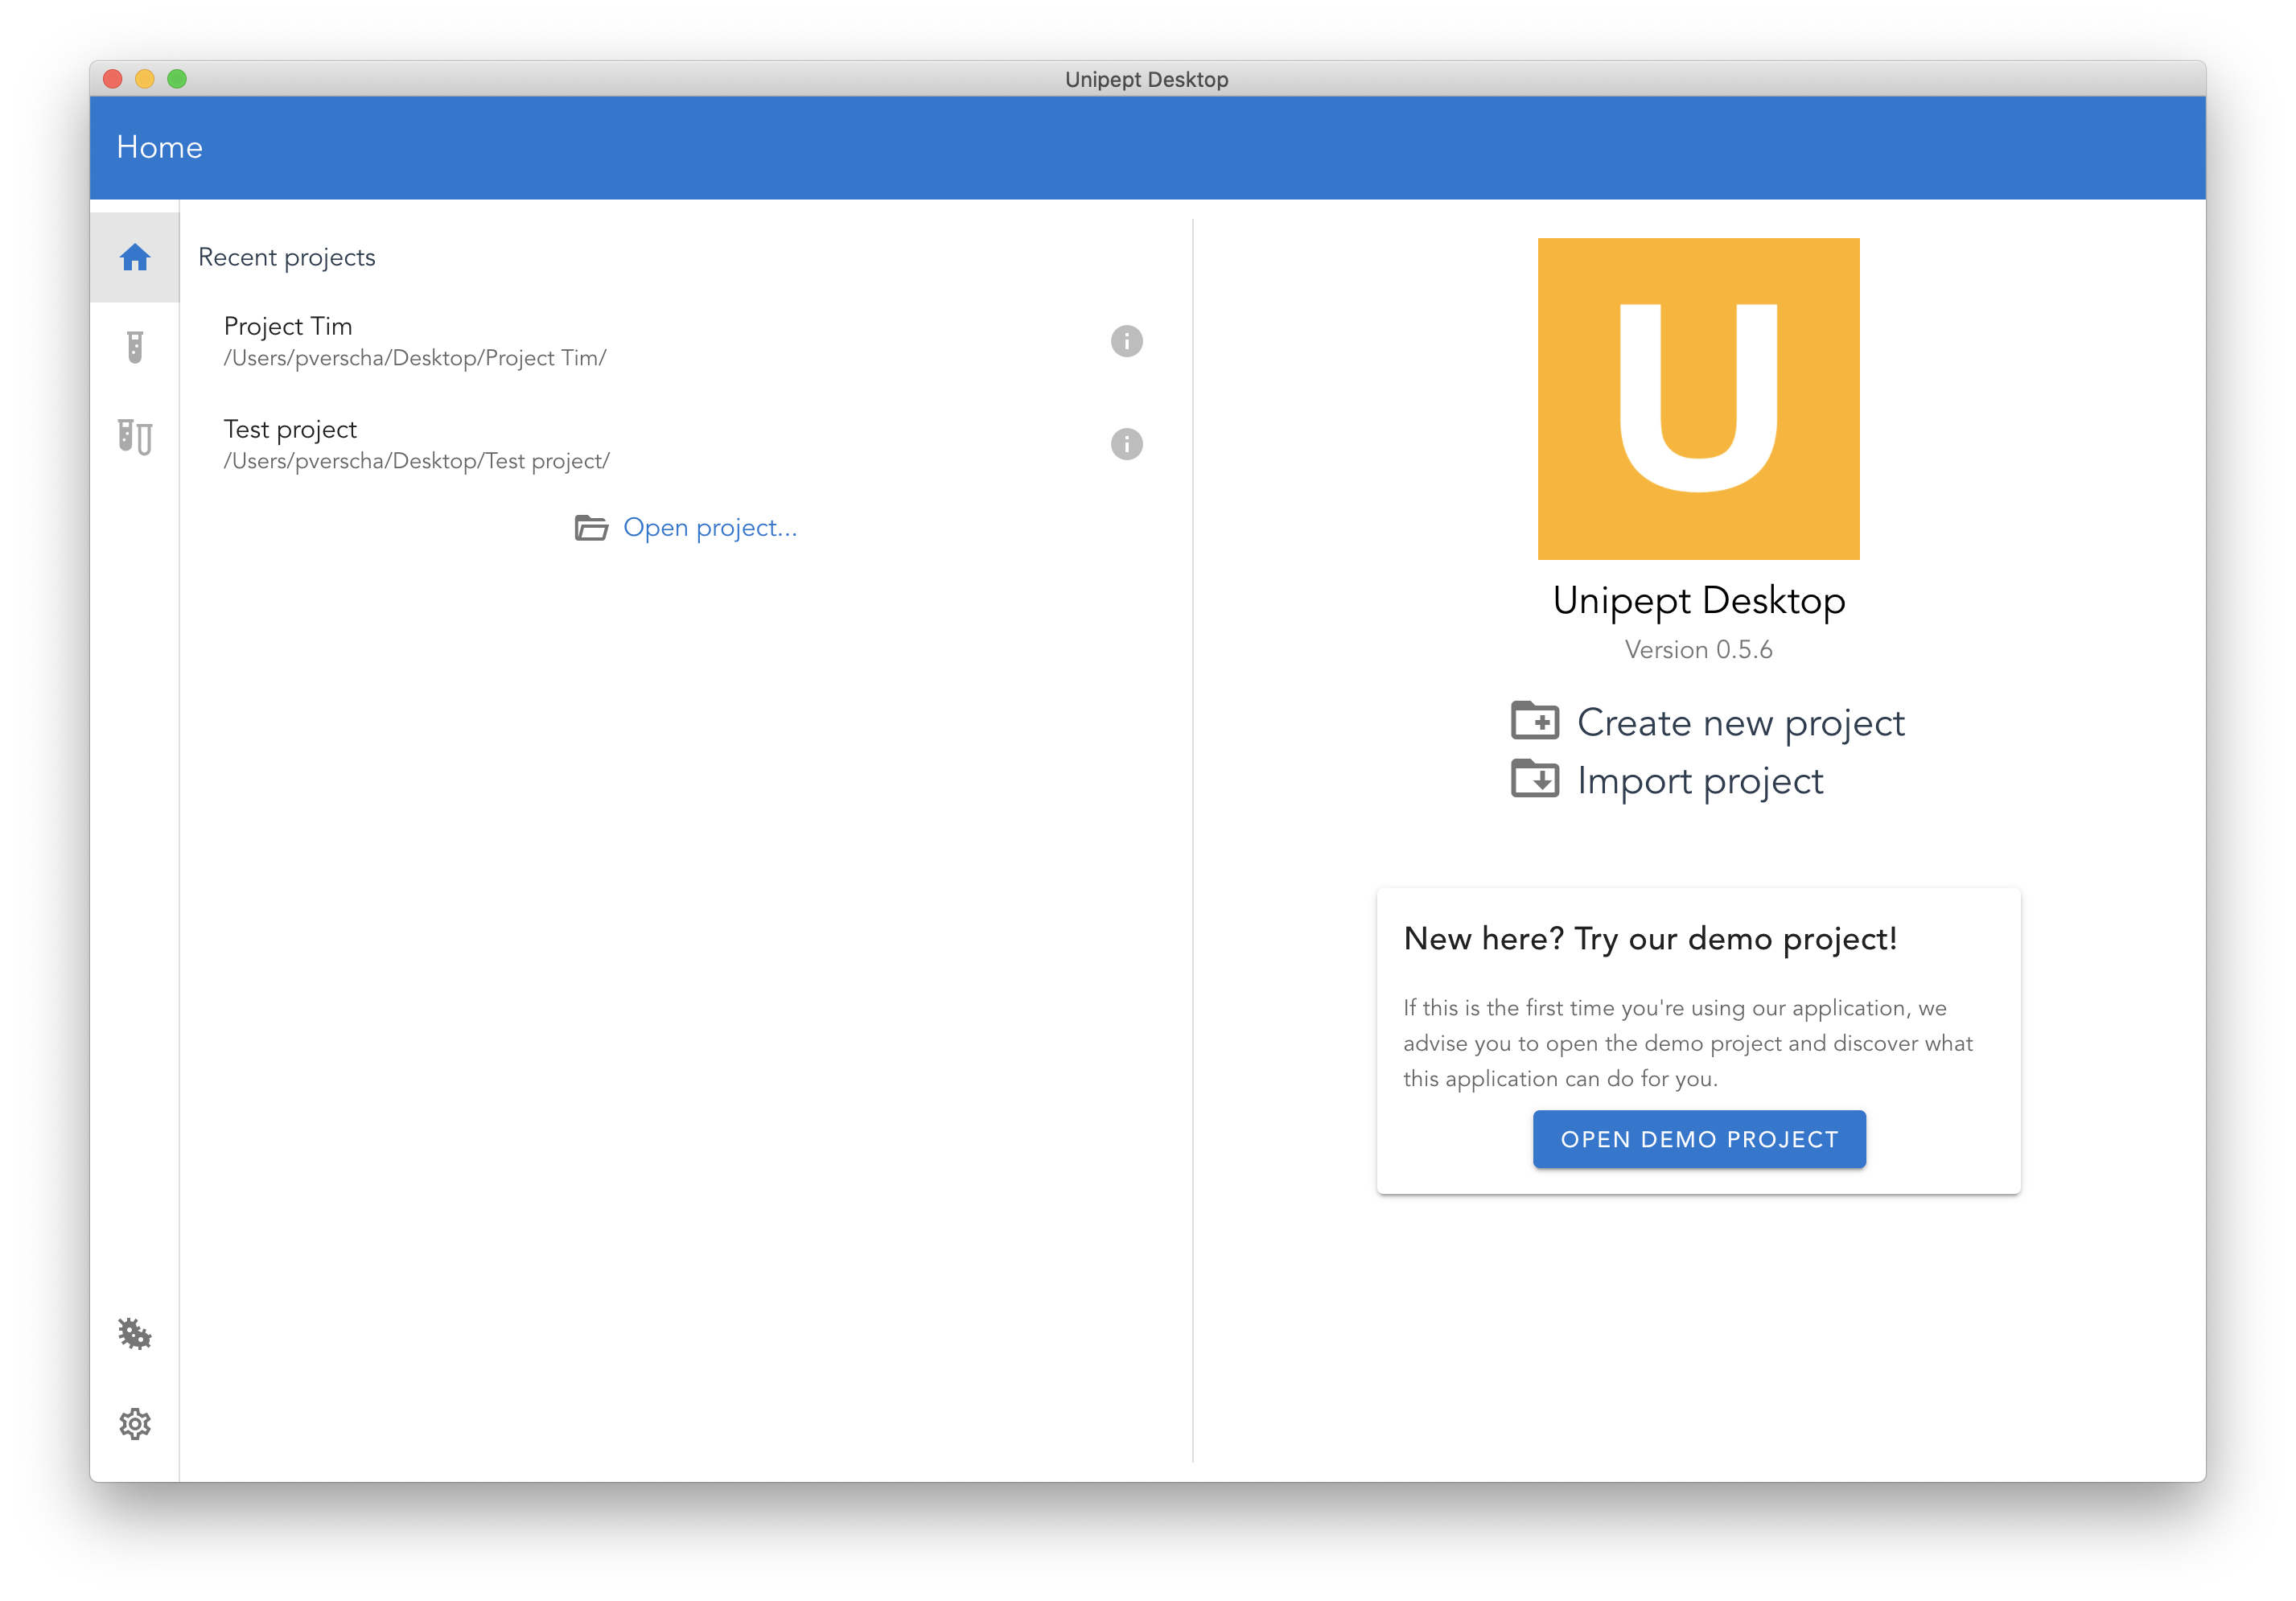 Unipept Desktop
Home
Recent projects
Project Tim
/Users/pverscha/Desktop/Project Tim/
Test project
/Users/pverscha/Desktop/Test project/
Open project...
U
Unipept Desktop
Version 0.5.6
Create new project
Import project
New here? Try our demo project!
If this is the first time you're using our application, we
advise you to open the demo project and discover what
this application can do for you.
OPEN DEMO PROJECT